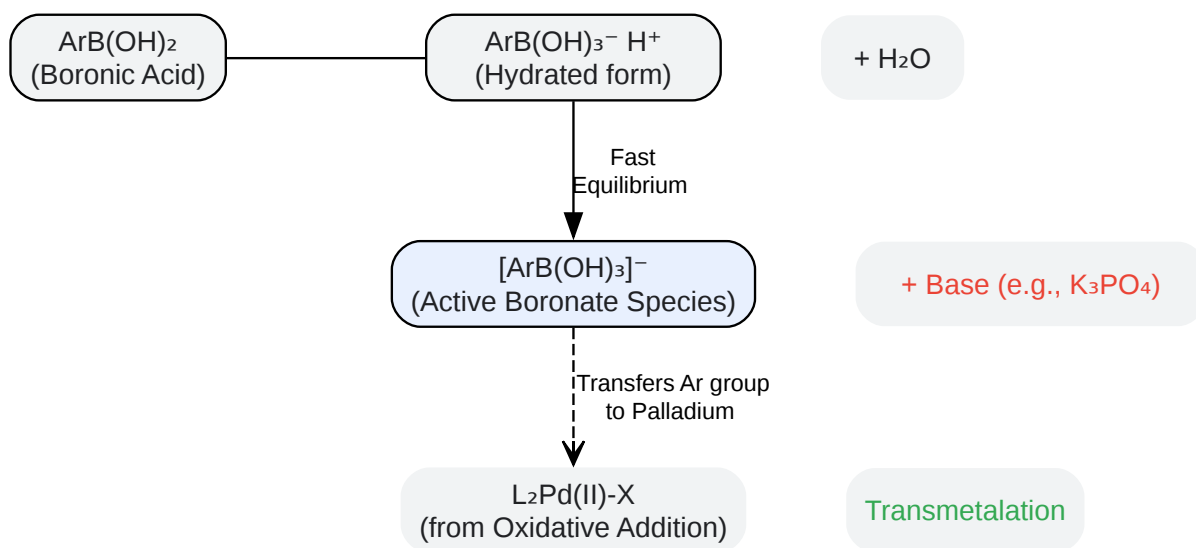 ArB(OH)₂
(Boronic Acid)
ArB(OH)₃⁻ H⁺
(Hydrated form)
+ H₂O
Fast
Equilibrium
[ArB(OH)₃]⁻
(Active Boronate Species)
+ Base (e.g., K₃PO₄)
Transfers Ar group
to Palladium
L₂Pd(II)-X
(from Oxidative Addition)
Transmetalation